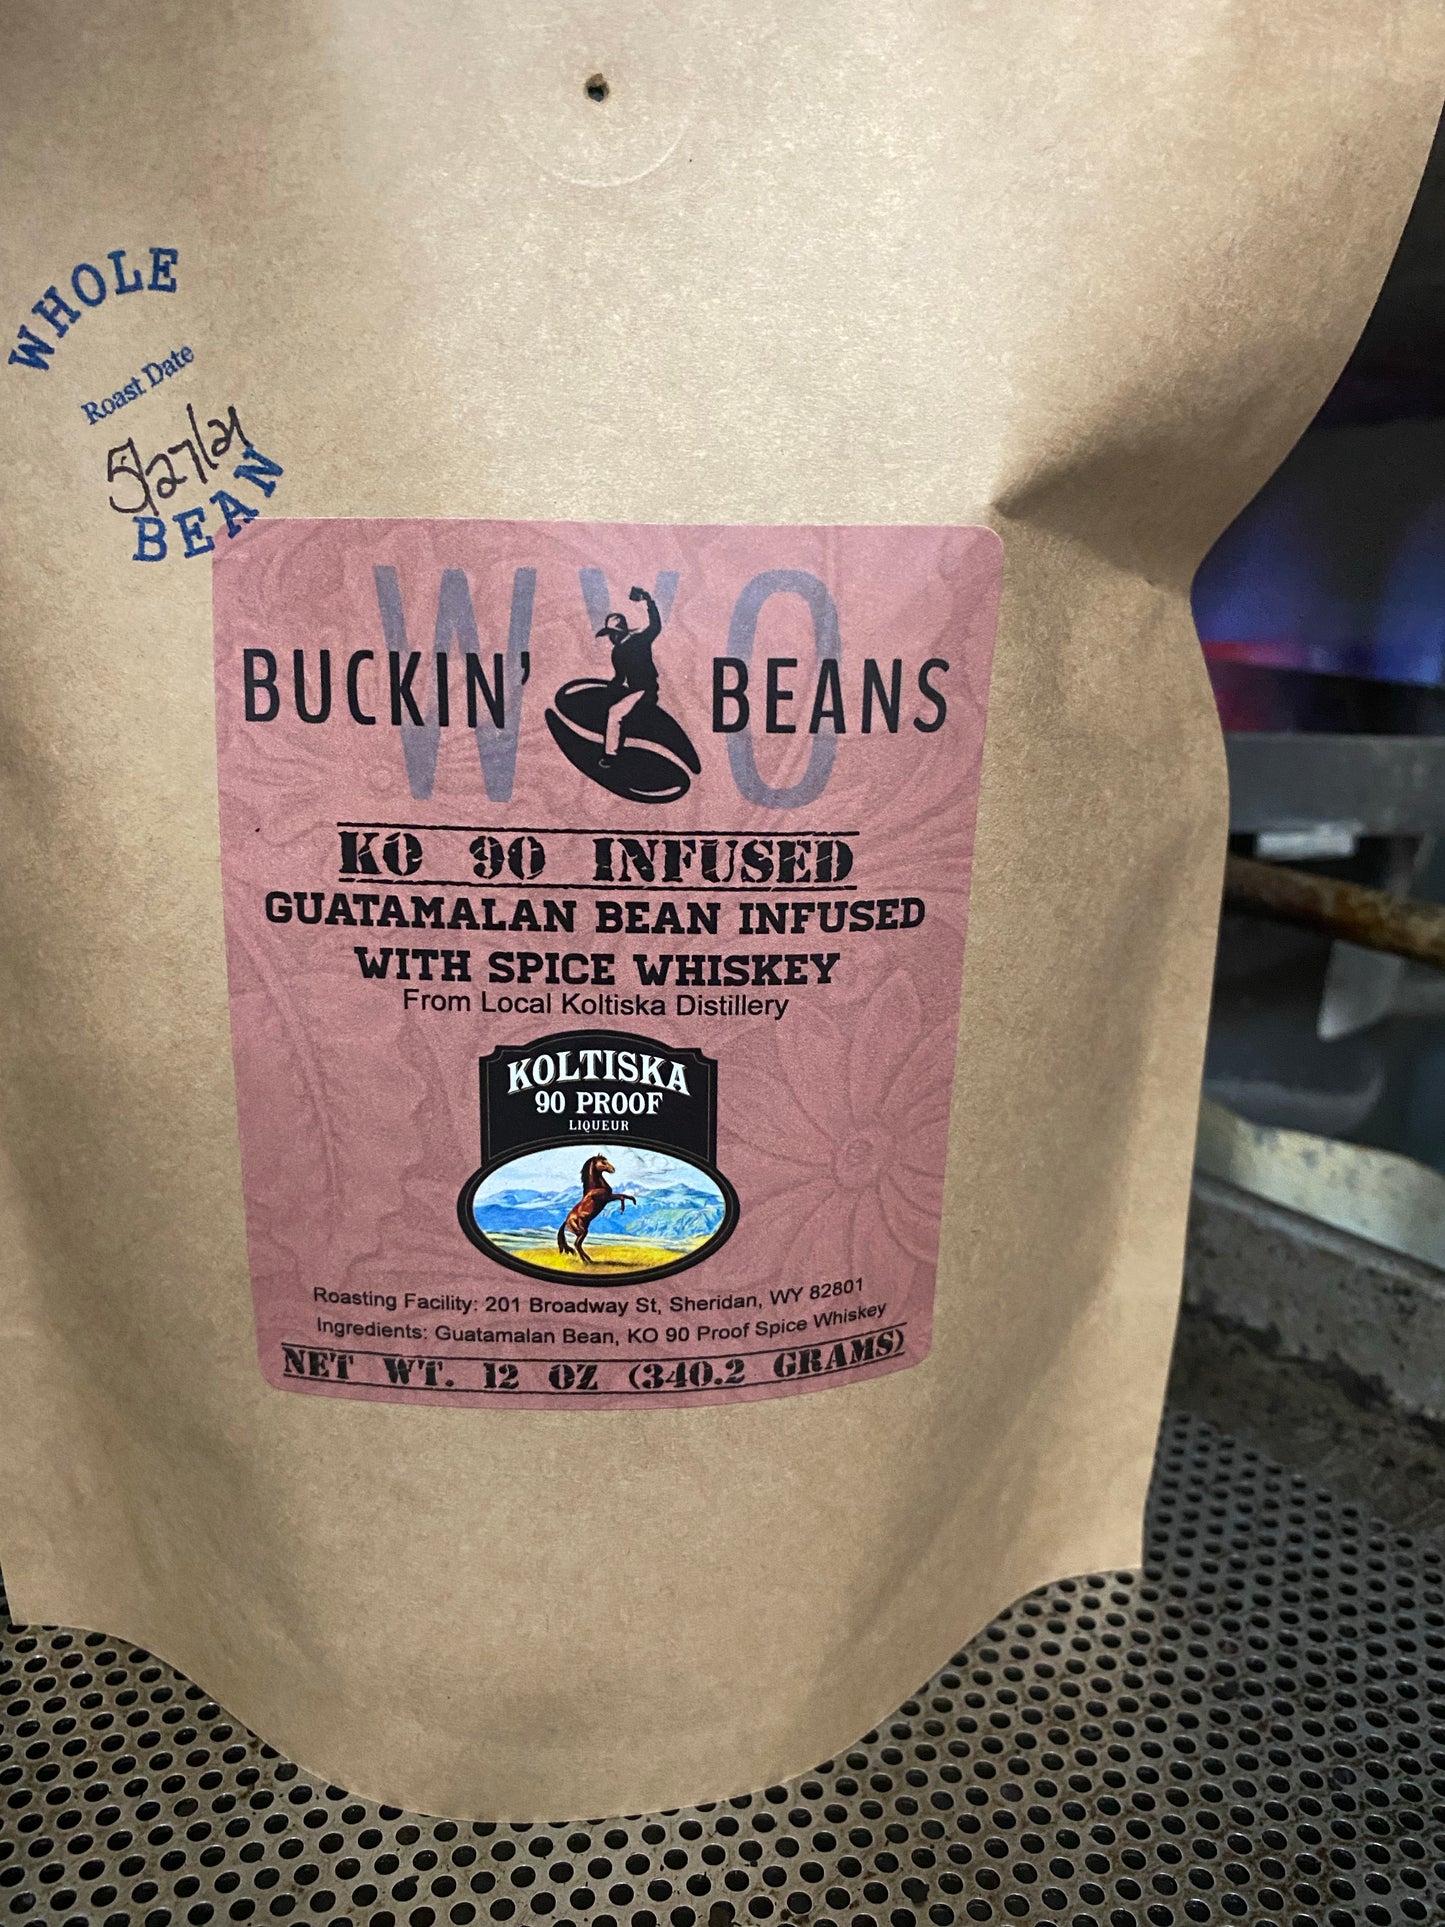 WHOLE
Roast Date
5/27/21
BEAN
WYO
BUCKIN' BEANS
KO 90 INFUSED
GUATAMALAN BEAN INFUSED
WITH SPICE WHISKEY
From Local Koltiska Distillery
KOLTISKA
90 PROOF
LIQUEUR
Roasting Facility: 201 Broadway St, Sheridan, WY 82801
Ingredients: Guatamalan Bean, KO 90 Proof Spice Whiskey
NET WT. 12 OZ (340.2 GRAMS)